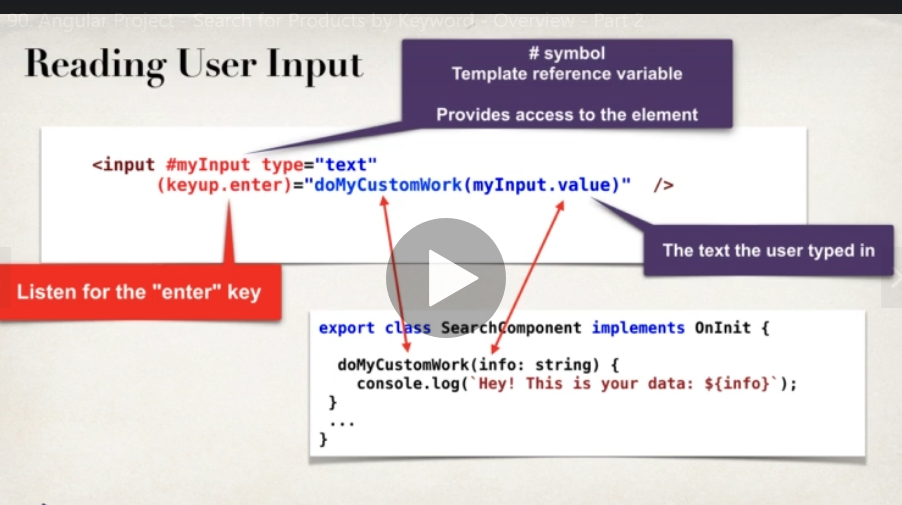 90. Angular Project - Search for Products by Keyword - Overview - Part 2
Reading User Input
# symbol
Template reference variable
Provides access to the element
<input #myInput type="text"
(keyup.enter)="doMyCustomWork(myInput.value)" />
The text the user typed in
Listen for the "enter" key
export class SearchComponent implements OnInit {
doMyCustomWork(info: string) {
console.log(`Hey! This is your data: ${info}`);
}
...
}